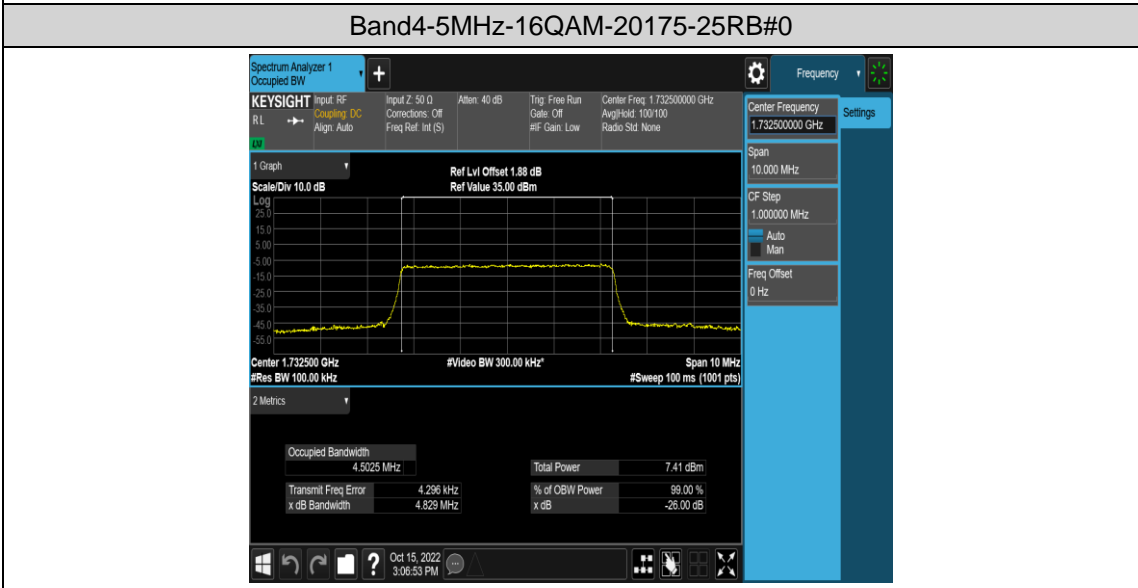 Band4-5MHz-16QAM-20175-25RB#0
Spectrum Analyzer 1
Occupied BW
+
Frequency
KEYSIGHT
RL
Input: RF
Coupling: DC
Align: Auto
Input Z: 50 Ω
Corrections: Off
Freq Ref: Int (S)
Atten: 40 dB
Trig: Free Run
Gate: Off
#IF Gain: Low
Center Freq: 1.732500000 GHz
Avg|Hold: 100/100
Radio Std: None
Center Frequency
1.732500000 GHz
Settings
Span
10.000 MHz
CF Step
1.000000 MHz
Auto
Man
Freq Offset
0 Hz
1 Graph
Scale/Div 10.0 dB
Ref Lvl Offset 1.88 dB
Ref Value 35.00 dBm
Log
25.0
15.0
5.00
-5.00
-15.0
-25.0
-35.0
-45.0
-55.0
Center 1.732500 GHz
#Video BW 300.00 kHz*
Span 10 MHz
#Res BW 100.00 kHz
#Sweep 100 ms (1001 pts)
2 Metrics
Occupied Bandwidth
4.5025 MHz
Total Power 7.41 dBm
Transmit Freq Error 4.296 kHz
% of OBW Power 99.00 %
x dB Bandwidth 4.829 MHz
x dB -26.00 dB
?
Oct 15, 2022
3:06:53 PM